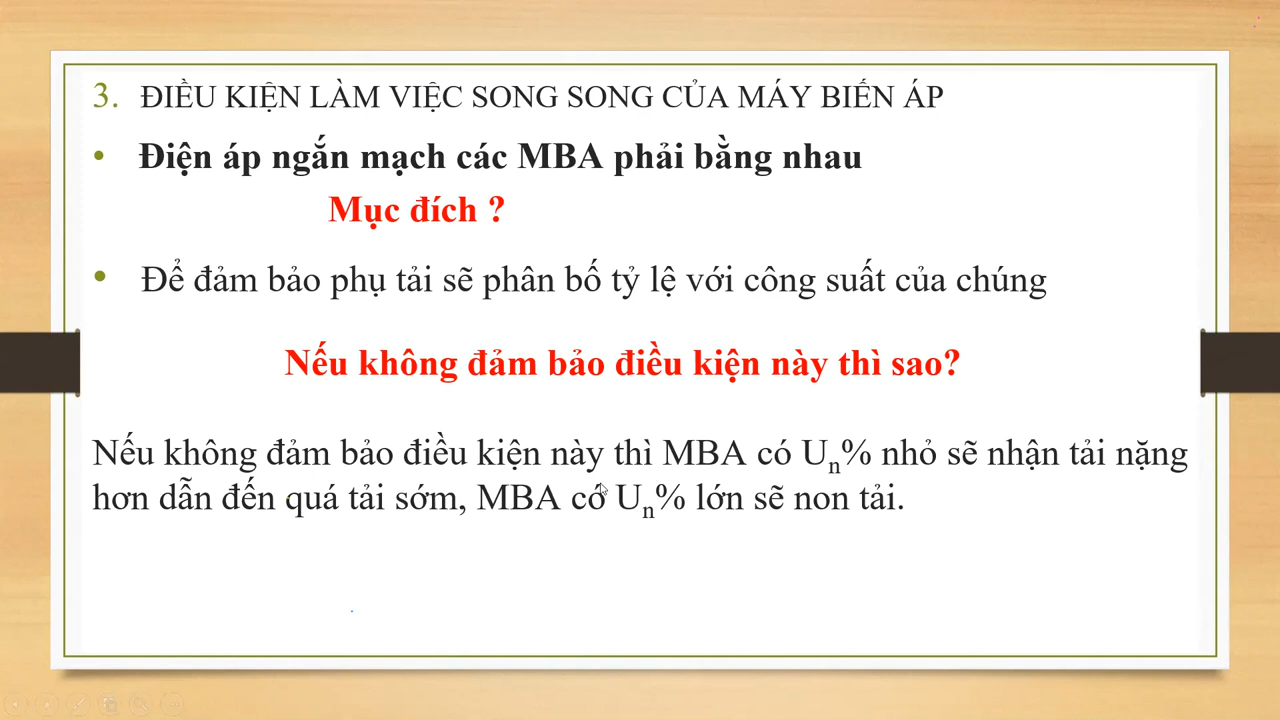 3. ĐIỀU KIỆN LÀM VIỆC SONG SONG CỦA MÁY BIẾN ÁP
• Điện áp ngắn mạch các MBA phải bằng nhau
Mục đích ?
• Để đảm bảo phụ tải sẽ phân bố tỷ lệ với công suất của chúng
Nếu không đảm bảo điều kiện này thì sao?
Nếu không đảm bảo điều kiện này thì MBA có Un% nhỏ sẽ nhận tải nặng
hơn dẫn đến quá tải sớm, MBA có Un% lớn sẽ non tải.